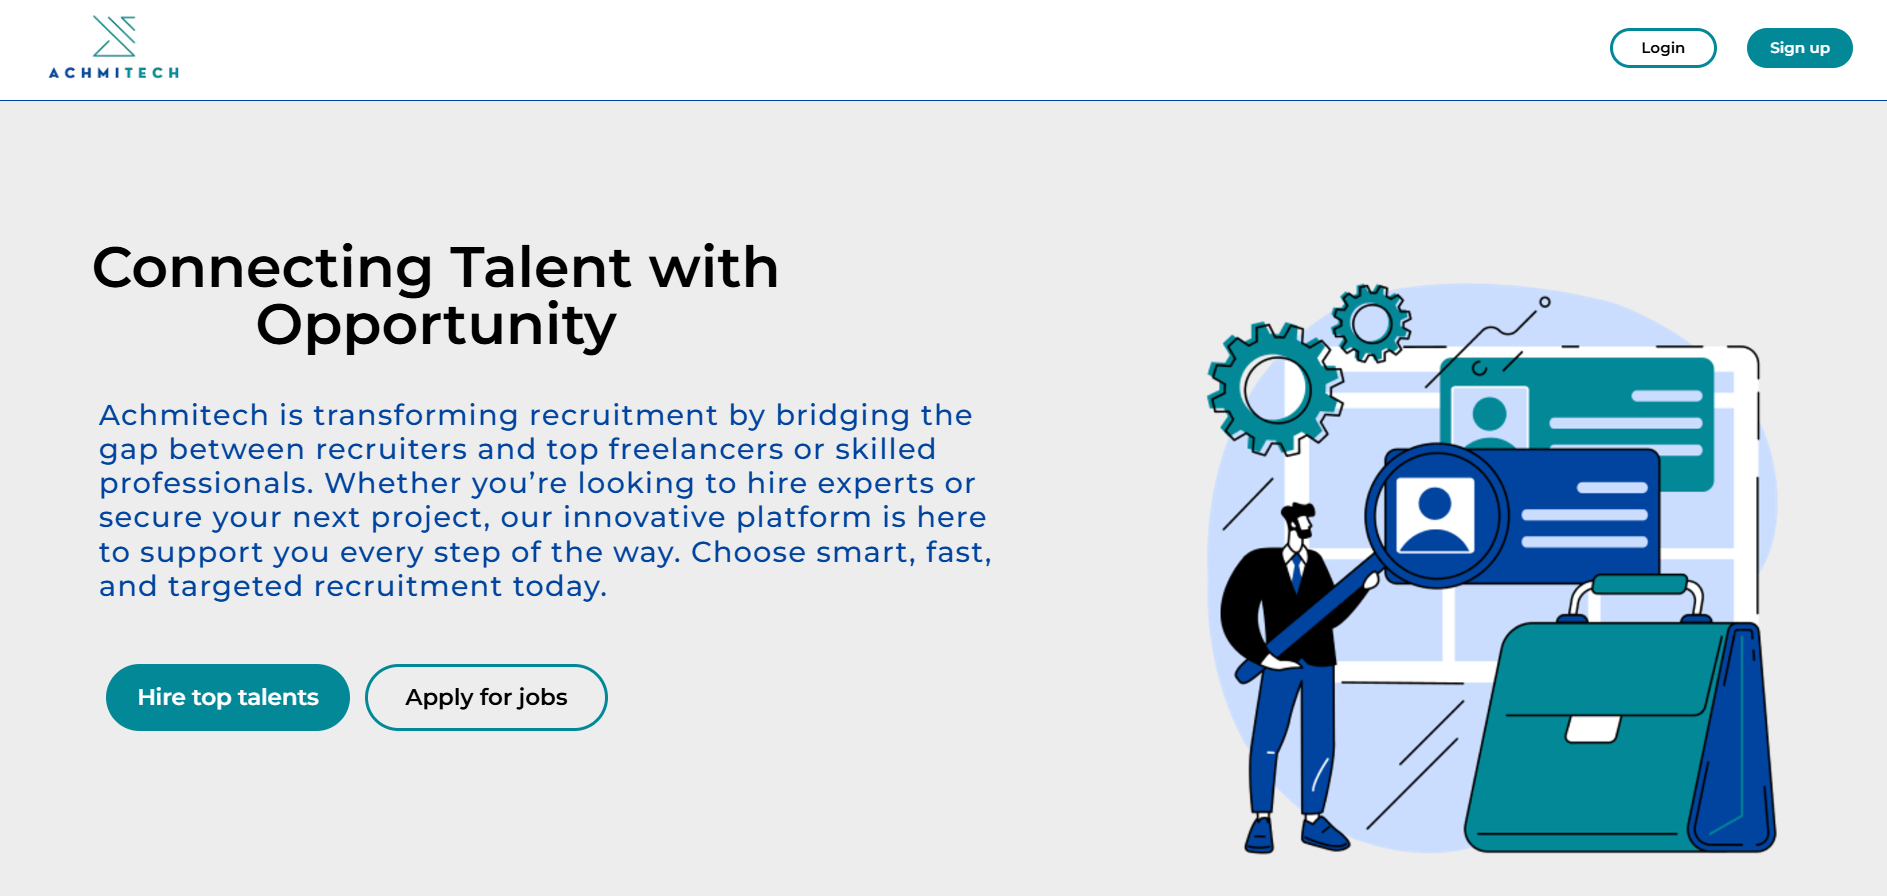 ACHMITECH
Login
Sign up
Connecting Talent with
Opportunity
Achmitech is transforming recruitment by bridging the
gap between recruiters and top freelancers or skilled
professionals. Whether you’re looking to hire experts or
secure your next project, our innovative platform is here
to support you every step of the way. Choose smart, fast,
and targeted recruitment today.
Hire top talents
Apply for jobs